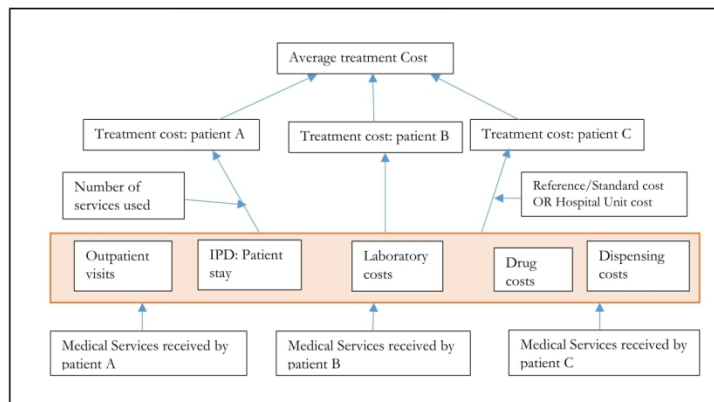 Average treatment Cost
Treatment cost: patient A
Treatment cost: patient B
Treatment cost: patient C
Number of
services used
Reference/Standard cost
OR Hospital Unit cost
Outpatient
visits
IPD: Patient
stay
Laboratory
costs
Drug
costs
Dispensing
costs
Medical Services received by
patient A
Medical Services received by
patient B
Medical Services received by
patient C